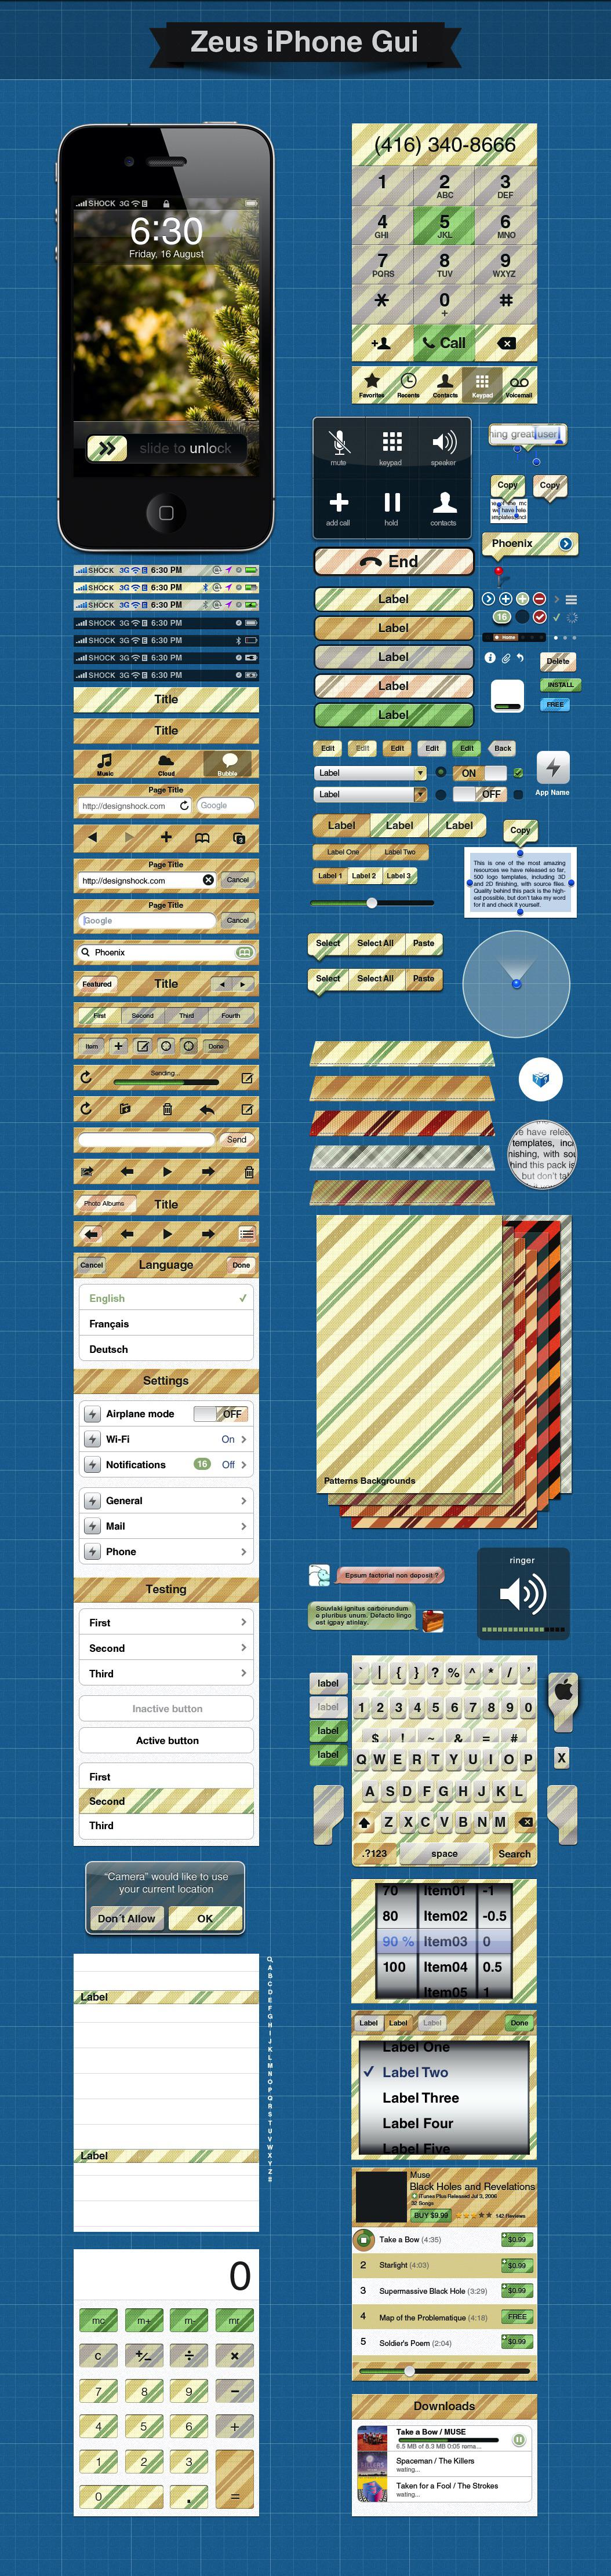 Zeus iPhone Gui
SHOCK 3G
6:30
Friday, 16 August
slide to unlock
SHOCK 3G 6:30 PM
SHOCK 3G 6:30 PM
SHOCK 3G 6:30 PM
SHOCK 3G 6:30 PM
SHOCK 3G 6:30 PM
SHOCK 3G 6:30 PM
SHOCK 3G 6:30 PM
Title
Title
Music Cloud Bubble
Page Title
http://designshock.com Google
Page Title
http://designshock.com Cancel
Page Title
Google Cancel
Phoenix
Featured Title
First Second Third Fourth
Item Done
Sending...
Send
Photo Albums Title
Cancel Language Done
English
Français
Deutsch
Settings
Airplane mode OFF
Wi-Fi On
Notifications 16 Off
General
Mail
Phone
Testing
First
Second
Third
Inactive button
Active button
First
Second
Third
“Camera” would like to use
your current location
Don´t Allow OK
Label
Label
A
B
C
D
E
F
G
H
I
J
K
L
M
N
O
P
Q
R
S
T
U
V
W
X
Y
Z
#
0
mc m+ m- mr
c +/- ÷ ×
7 8 9 −
4 5 6 +
1 2 3
0 . =
(416) 340-8666
1 2 3
ABC DEF
4 5 6
GHI JKL MNO
7 8 9
PQRS TUV WXYZ
* 0 #
+
Call
Favorites Recents Contacts Keypad Voicemail
mute keypad speaker
add call hold contacts
End
Label
Label
Label
Label
Label
hing great user
Copy Copy
Phoenix
16
Home
Delete
INSTALL
FREE
Edit Edit Edit Edit Edit Back
Label ON
Label OFF
App Name
Label Label Label
Copy
Label One Label Two
Label 1 Label 2 Label 3
This is one of the most amazing
resources we have released so far,
500 logo templates, including 3D
and 2D finishing, with source files.
Quality behind this pack is the high-
est possible, but don't take my word
for it and check it yourself.
Select Select All Paste
Select Select All Paste
e have relea
templates, incl
nishing, with sou
hind this pack is
but don't tal
Patterns Backgrounds
Epsum factorial non deposit ?
Souvlaki ignitus carborundum
e pluribus unum. Defacto lingo
est igpay atinlay.
ringer
label
label
label
label
` | { } ? % ^ * / ’
1 2 3 4 5 6 7 8 9 0
$ ! ~ & = #
Q W E R T Y U I O P
A S D F G H J K L
Z X C V B N M
.?123 space Search
X
70 Item01 -1
80 Item02 -0.5
90 % Item03 0
100 Item04 0.5
Item05 1
Label Label Label Done
Label One
Label Two
Label Three
Label Four
Label Five
Muse
Black Holes and Revelations
iTunes Plus Released Jul 3, 2006
32 Songs
BUY $9.99 142 Reviews
Take a Bow (4:35) $0.99
2 Starlight (4:03) $0.99
3 Supermassive Black Hole (3:29) $0.99
4 Map of the Problematique (4:18) FREE
5 Soldier's Poem (2:04) $0.99
Downloads
Take a Bow / MUSE
6.5 MB of 8.3 MB 0:05 rema...
Spaceman / The Killers
wating...
Taken for a Fool / The Strokes
wating...